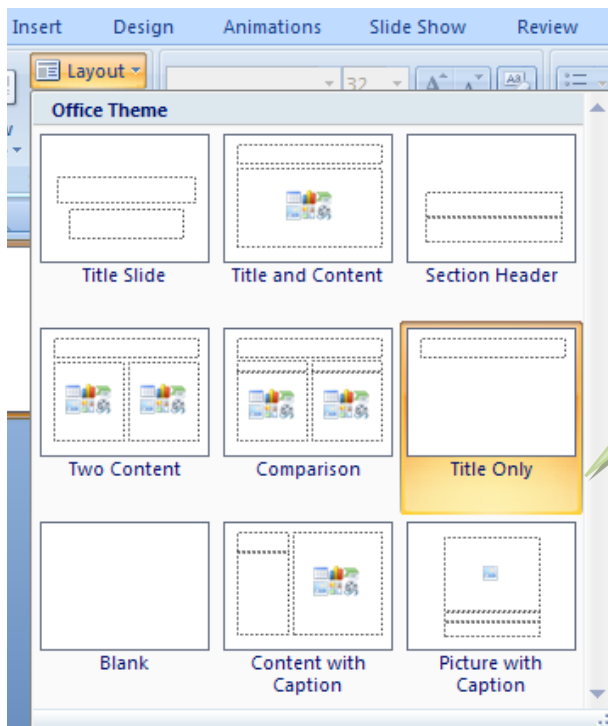 Insert Design Animations Slide Show Review
Layout 32 A A Aa
Office Theme
Title Slide Title and Content Section Header
Two Content Comparison Title Only
Blank Content with Caption Picture with Caption